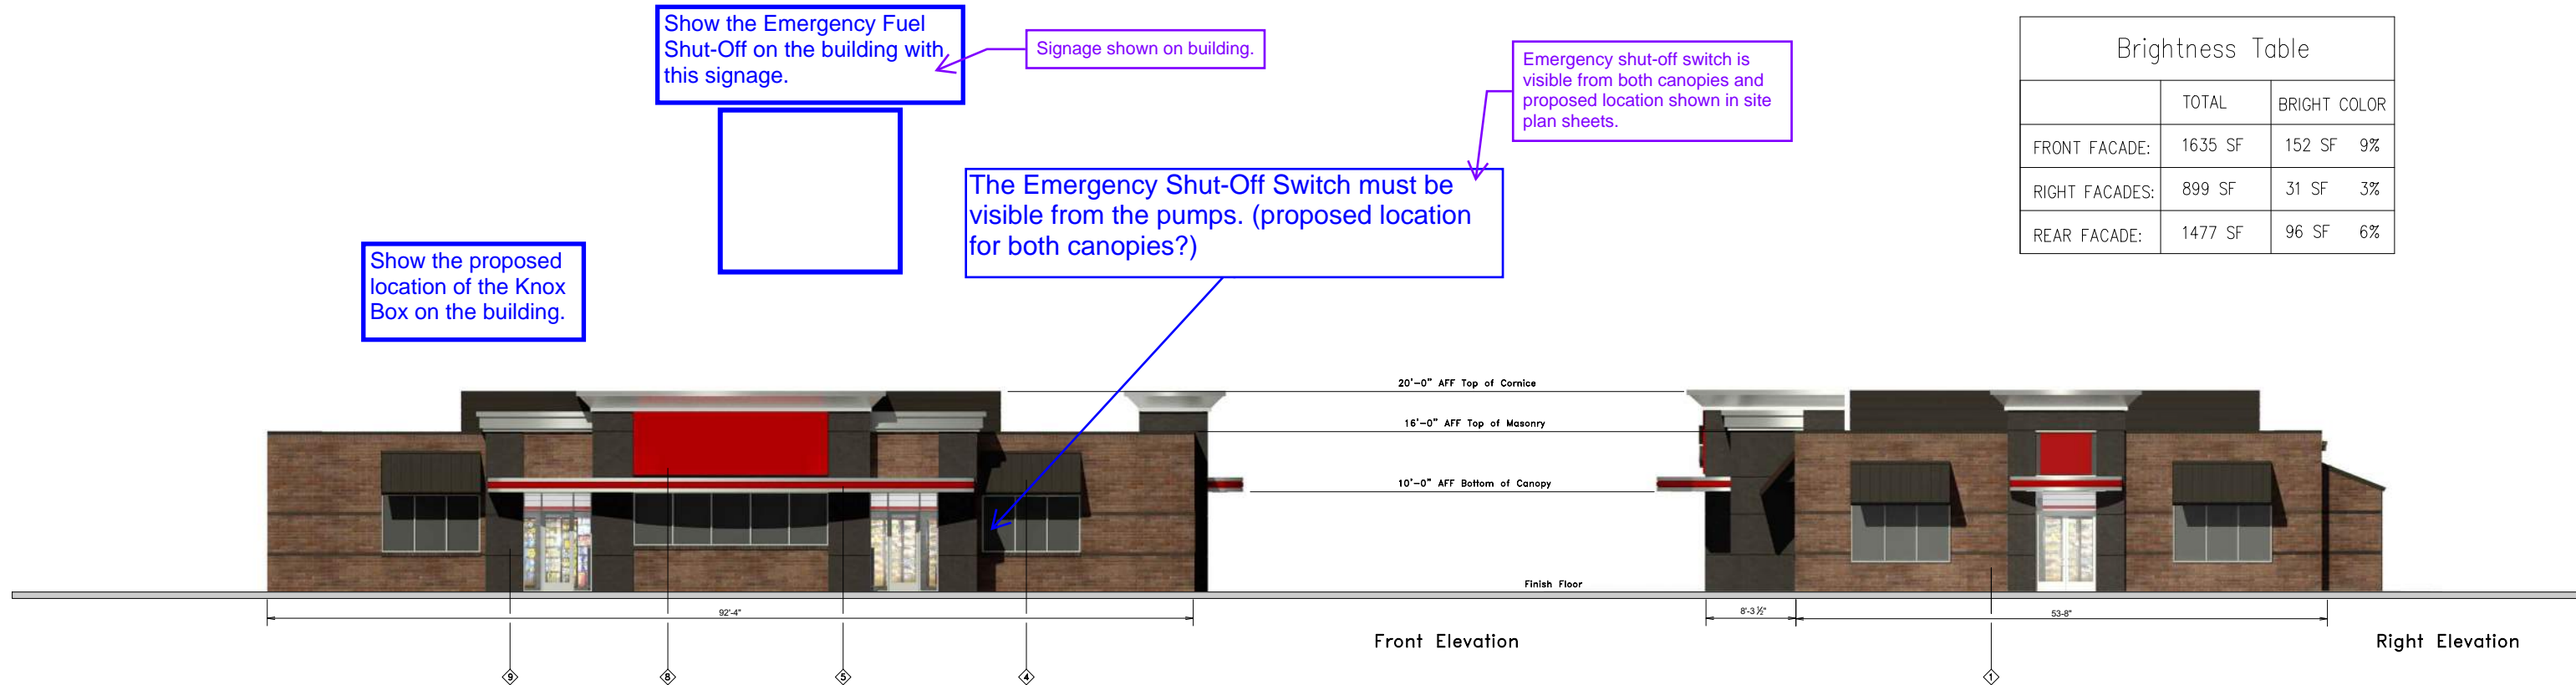 Show the Emergency Fuel
Shut-Off on the building with
this signage.
Signage shown on building.
Emergency shut-off switch is
visible from both canopies and
proposed location shown in site
plan sheets.
The Emergency Shut-Off Switch must be
visible from the pumps. (proposed location
for both canopies?)
Show the proposed
location of the Knox
Box on the building.
Brightness Table
TOTAL BRIGHT COLOR
FRONT FACADE: 1635 SF 152 SF 9%
RIGHT FACADES: 899 SF 31 SF 3%
REAR FACADE: 1477 SF 96 SF 6%
20'-0" AFF Top of Cornice
16'-0" AFF Top of Masonry
10'-0" AFF Bottom of Canopy
Finish Floor
92'-4"
8'-3 ½"
53-8"
Front Elevation
Right Elevation
9
8
5
4
1